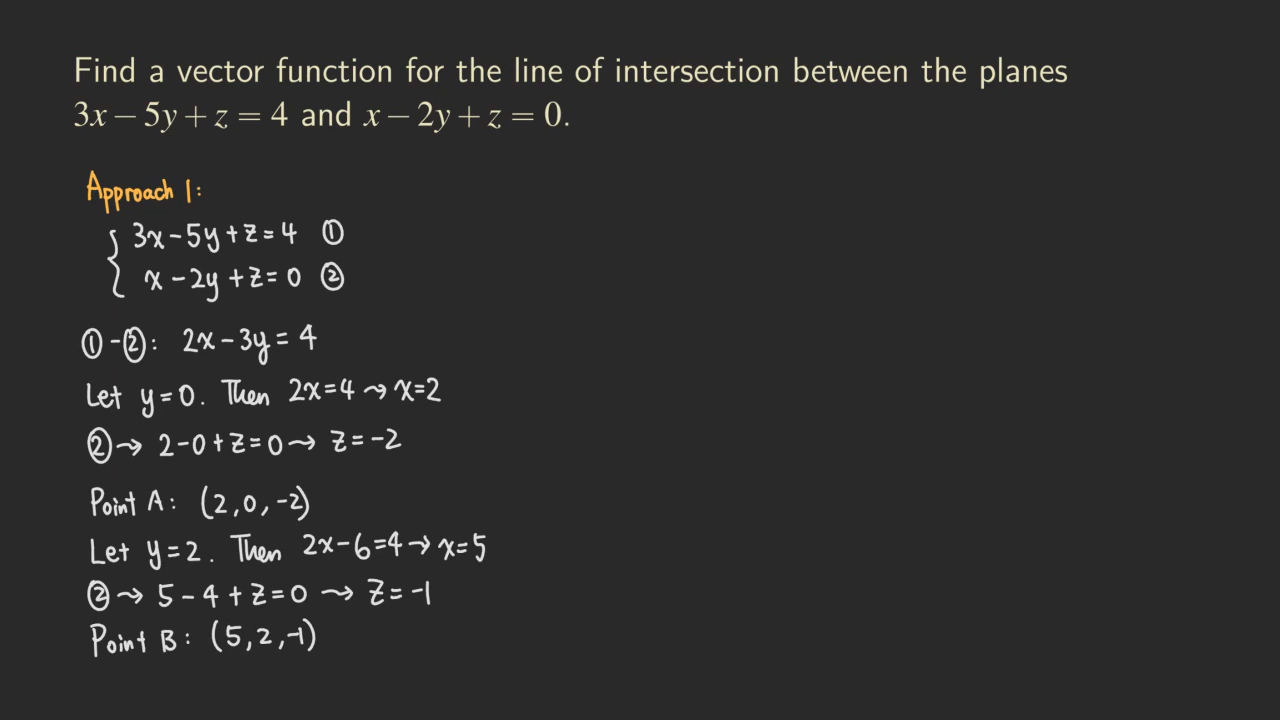 Find a vector function for the line of intersection between the planes
3x − 5y + z = 4 and x − 2y + z = 0.
Approach 1:
3x − 5y + z = 4 ①
x − 2y + z = 0 ②
① - ②: 2x − 3y = 4
Let y = 0. Then 2x = 4 → x = 2
② → 2 − 0 + z = 0 → z = −2
Point A: (2, 0, −2)
Let y = 2. Then 2x − 6 = 4 → x = 5
② → 5 − 4 + z = 0 → z = −1
Point B: (5, 2, −1)